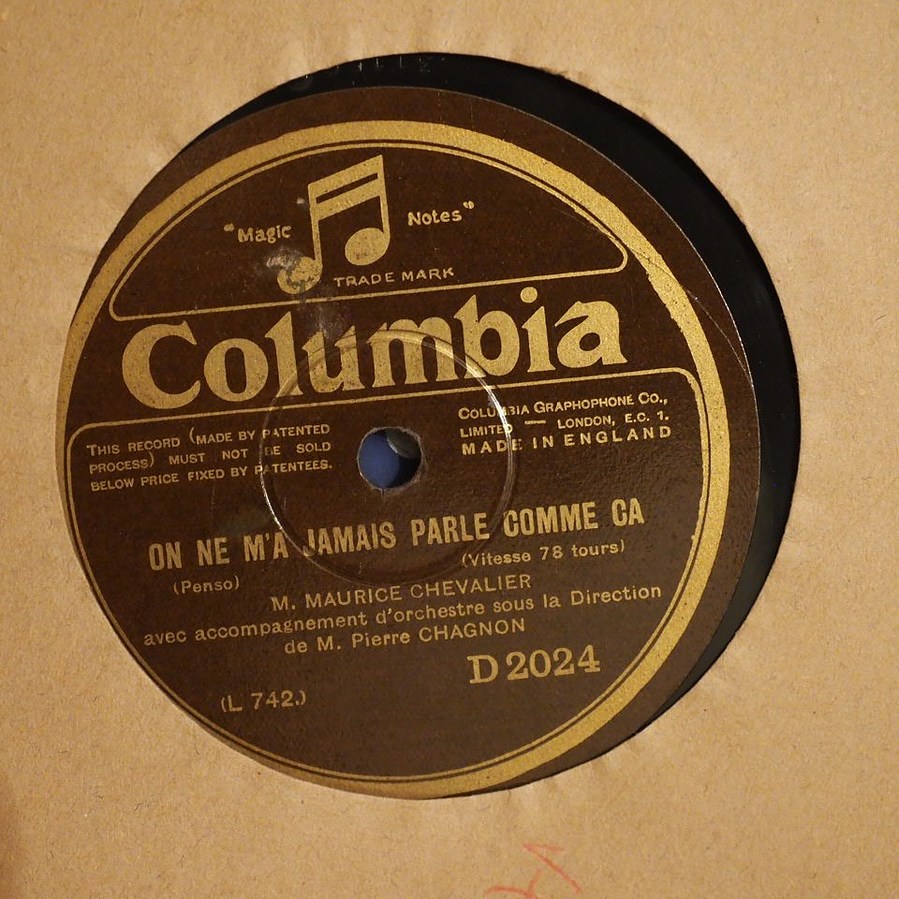 "Magic Notes"
TRADE MARK
Columbia
THIS RECORD (MADE BY PATENTED
PROCESS) MUST NOT BE SOLD
BELOW PRICE FIXED BY PATENTEES.
COLUMBIA GRAPHOPHONE CO.,
LIMITED — LONDON, E.C. 1.
MADE IN ENGLAND
ON NE M'A JAMAIS PARLE COMME CA
(Penso) (Vitesse 78 tours)
M. MAURICE CHEVALIER
avec accompagnement d'orchestre sous la Direction
de M. Pierre CHAGNON
D 2024
(L 742.)